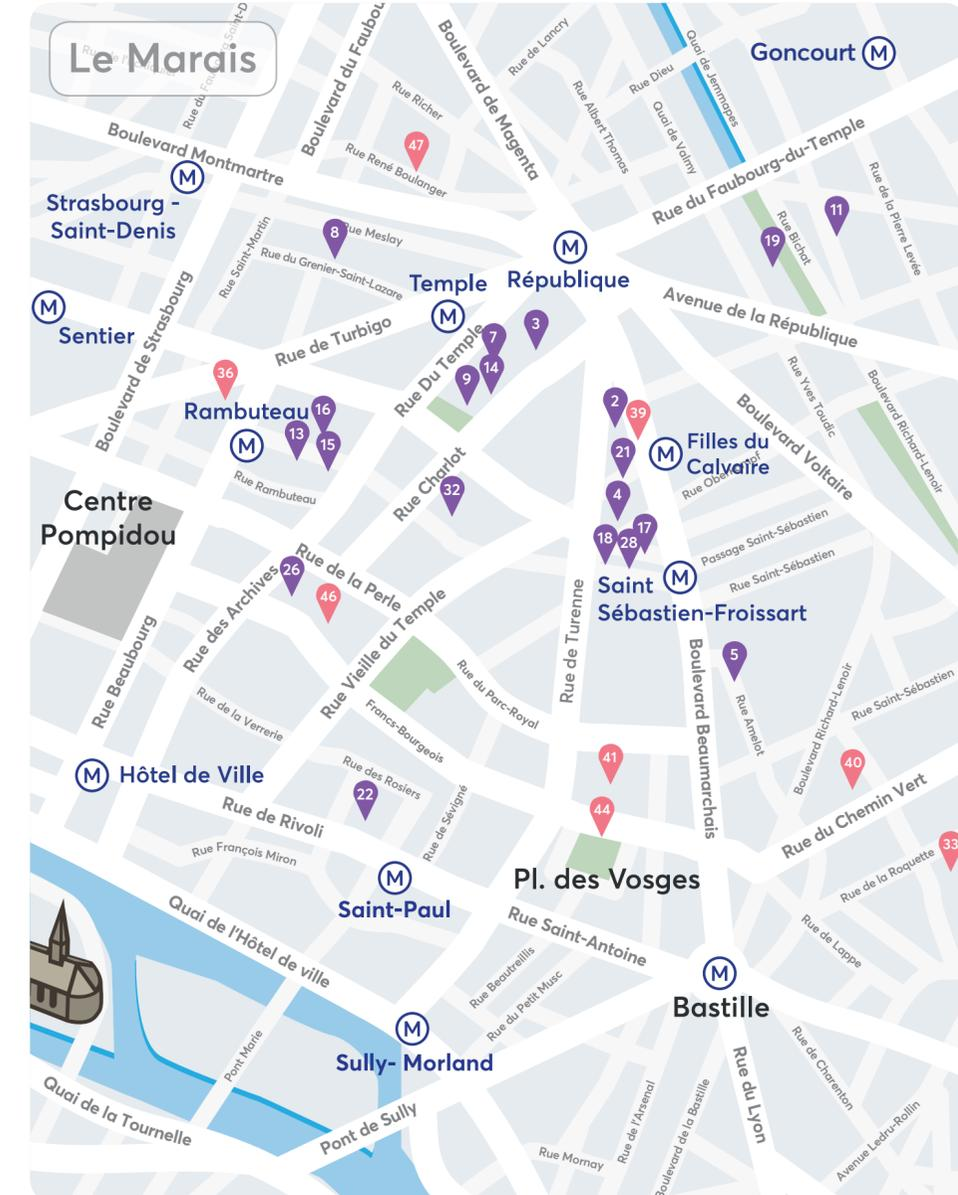 Le Marais
Rue du Faubourg Saint-D
Boulevard du Faubou
Boulevard de Magenta
Rue de Lancry
Quai de Jemmapes
Goncourt M
Rue Dieu
Rue Albert Thomas
Quai de Valmy
Rue du Faubourg-du-Temple
Rue Richer
47
Rue René Boulanger
Boulevard Montmartre
M
Strasbourg -
Saint-Denis
Rue Saint-Martin
8
Rue Meslay
Rue du Grenier-Saint-Lazare
M
République
11
19
Rue Bichat
Rue de la Pierre Levée
Temple
M
M
Sentier
Boulevard de Strasbourg
Rue de Turbigo
Rue Du Temple
7
3
14
9
Avenue de la République
Rue Yves Toudic
Boulevard Richard-Lenoir
Boulevard Voltaire
36
Rambuteau
M
16
13
15
Rue Rambuteau
2
39
21
M
Filles du
Calvaire
Rue Oberkampf
4
17
18
28
Rue Charlot
32
Centre
Pompidou
Passage Saint-Sébastien
Rue Saint-Sébastien
Saint
M
Sébastien-Froissart
26
46
Rue de la Perle
Rue des Archives
Rue Vieille du Temple
Rue de Turenne
Rue Beaubourg
Rue de la Verrerie
Rue du Parc-Royal
Francs-Bourgeois
Boulevard Beaumarchais
5
Rue Amelot
Boulevard Richard-Lenoir
Rue Saint-Sébastien
M Hôtel de Ville
Rue des Rosiers
22
Rue de Sévigné
Rue de Rivoli
Rue François Miron
41
44
40
Rue du Chemin Vert
33
Rue de la Roquette
Pl. des Vosges
M
Saint-Paul
Quai de l'Hôtel de ville
Rue Saint-Antoine
Rue Beautreillis
Rue du Petit Musc
Rue de Lappe
M
Bastille
M
Sully- Morland
Pont Marie
Quai de la Tournelle
Pont de Sully
Rue du Lyon
Rue de Charenton
Avenue Ledru-Rollin
Rue de l'Arsenal
Boulevard de la Bastille
Rue Mornay